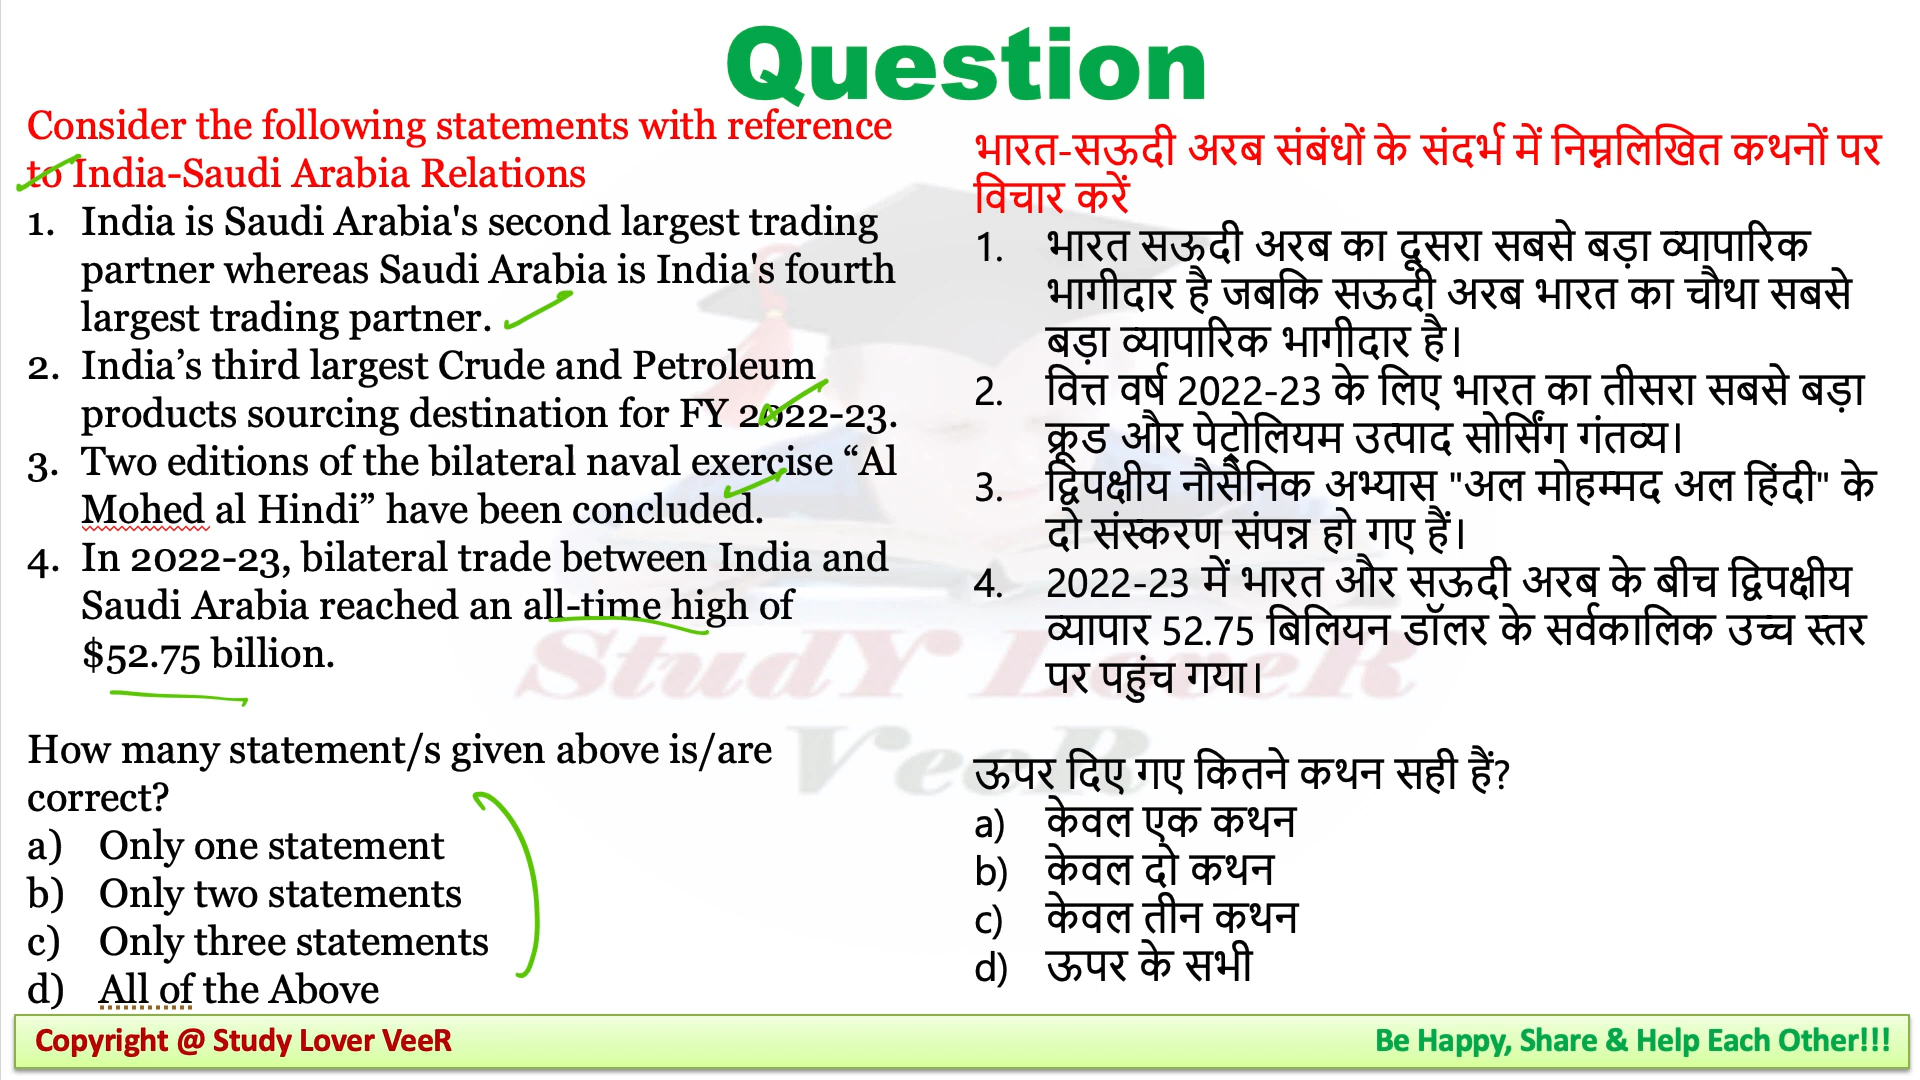 Question
Consider the following statements with reference
to India-Saudi Arabia Relations
1. India is Saudi Arabia's second largest trading
partner whereas Saudi Arabia is India's fourth
largest trading partner.
2. India’s third largest Crude and Petroleum
products sourcing destination for FY 2022-23.
3. Two editions of the bilateral naval exercise “Al
Mohed al Hindi” have been concluded.
4. In 2022-23, bilateral trade between India and
Saudi Arabia reached an all-time high of
$52.75 billion.
How many statement/s given above is/are
correct?
a) Only one statement
b) Only two statements
c) Only three statements
d) All of the Above
भारत-सऊदी अरब संबंधों के संदर्भ में निम्नलिखित कथनों पर
विचार करें
1. भारत सऊदी अरब का दूसरा सबसे बड़ा व्यापारिक
भागीदार है जबकि सऊदी अरब भारत का चौथा सबसे
बड़ा व्यापारिक भागीदार है।
2. वित्त वर्ष 2022-23 के लिए भारत का तीसरा सबसे बड़ा
क्रूड और पेट्रोलियम उत्पाद सोर्सिंग गंतव्य।
3. द्विपक्षीय नौसैनिक अभ्यास "अल मोहम्मद अल हिंदी" के
दो संस्करण संपन्न हो गए हैं।
4. 2022-23 में भारत और सऊदी अरब के बीच द्विपक्षीय
व्यापार 52.75 बिलियन डॉलर के सर्वकालिक उच्च स्तर
पर पहुंच गया।
ऊपर दिए गए कितने कथन सही हैं?
a) केवल एक कथन
b) केवल दो कथन
c) केवल तीन कथन
d) ऊपर के सभी
StudY LoveR
VeeR
Copyright @ Study Lover VeeR
Be Happy, Share & Help Each Other!!!